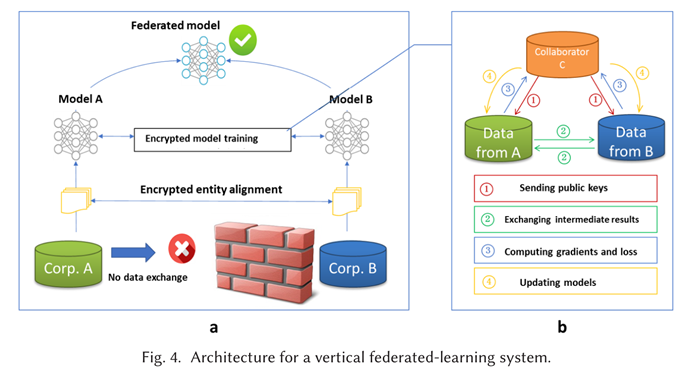 Federated model
Model A
Model B
Encrypted model training
Encrypted entity alignment
Corp. A
No data exchange
Corp. B
a
Collaborator
C
4
3
1
1
3
4
Data
from A
2
2
Data
from B
1 Sending public keys
2 Exchanging intermediate results
3 Computing gradients and loss
4 Updating models
b
Fig. 4. Architecture for a vertical federated-learning system.